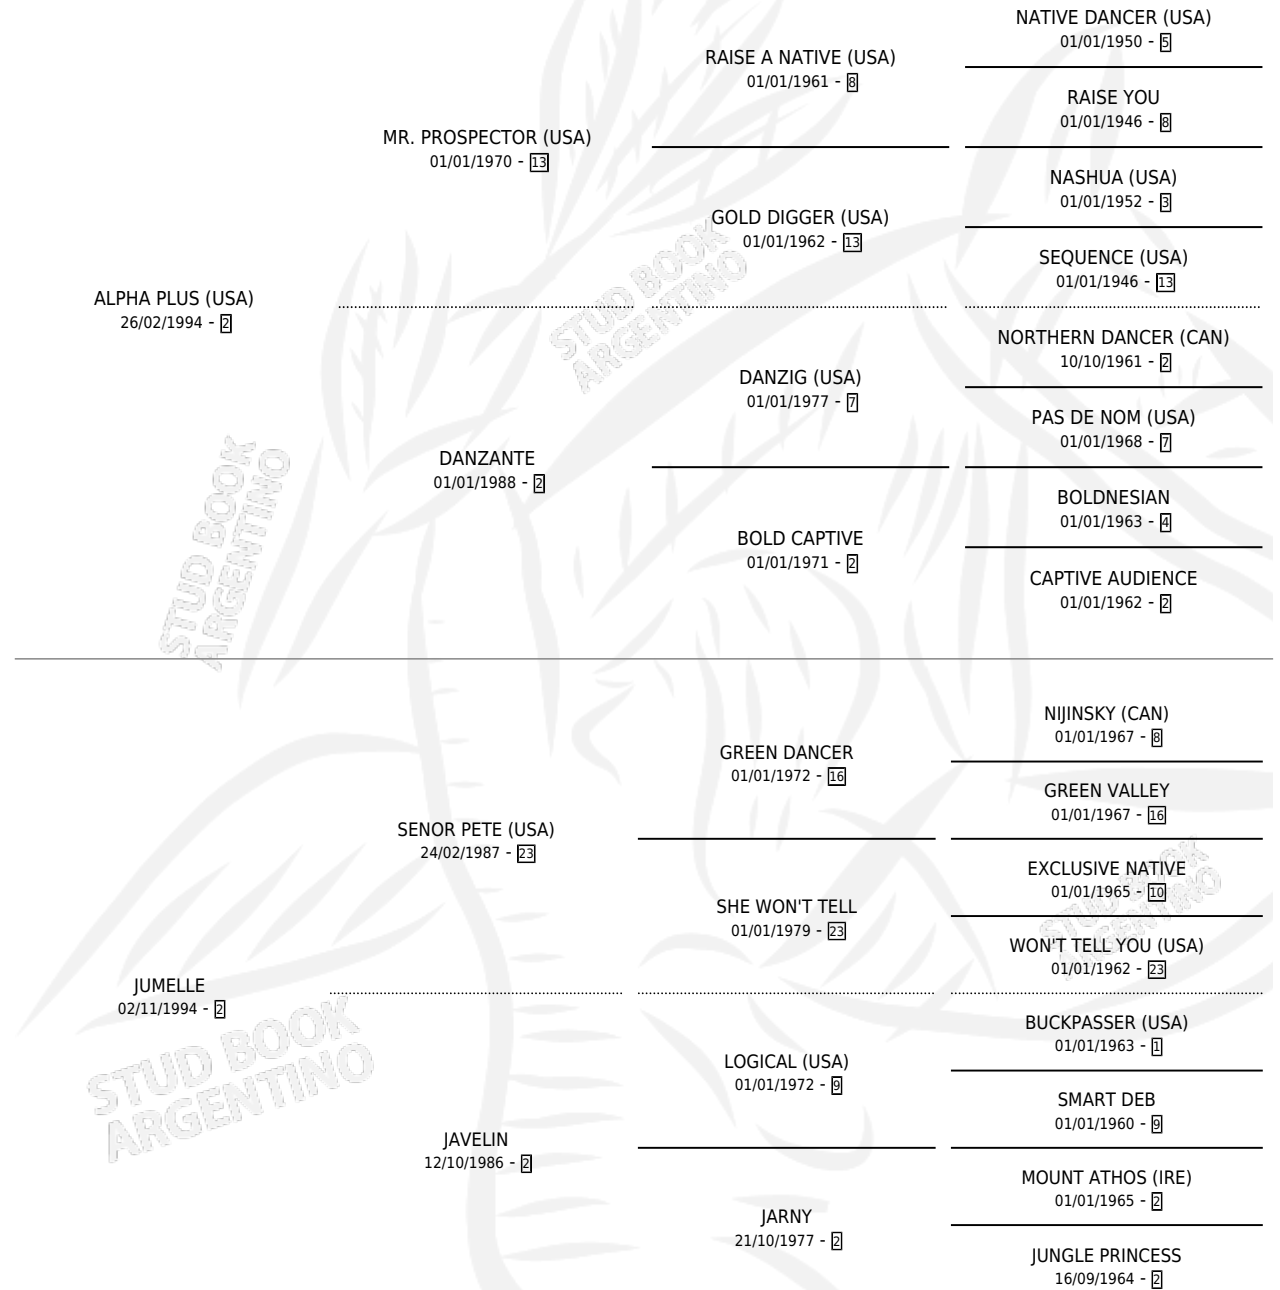 NATIVE DANCER (USA)
01/01/1950 - 5
RAISE A NATIVE (USA)
01/01/1961 - 8
RAISE YOU
01/01/1946 - 8
MR. PROSPECTOR (USA)
01/01/1970 - 13
NASHUA (USA)
01/01/1952 - 3
GOLD DIGGER (USA)
01/01/1962 - 13
SEQUENCE (USA)
01/01/1946 - 13
ALPHA PLUS (USA)
26/02/1994 - 2
STUD BOOK
ARGENTINO
NORTHERN DANCER (CAN)
10/10/1961 - 2
DANZIG (USA)
01/01/1977 - 7
PAS DE NOM (USA)
01/01/1968 - 7
DANZANTE
01/01/1988 - 2
BOLDNESIAN
01/01/1963 - 4
BOLD CAPTIVE
01/01/1971 - 2
CAPTIVE AUDIENCE
01/01/1962 - 2
STUD BOOK
ARGENTINO
NIJINSKY (CAN)
01/01/1967 - 8
GREEN DANCER
01/01/1972 - 16
GREEN VALLEY
01/01/1967 - 16
SENOR PETE (USA)
24/02/1987 - 23
EXCLUSIVE NATIVE
01/01/1965 - 10
SHE WON'T TELL
01/01/1979 - 23
WON'T TELL YOU (USA)
01/01/1962 - 23
STUD BOOK
ARGENTINO
JUMELLE
02/11/1994 - 2
BUCKPASSER (USA)
01/01/1963 - 1
LOGICAL (USA)
01/01/1972 - 9
SMART DEB
01/01/1960 - 9
STUD BOOK
ARGENTINO
JAVELIN
12/10/1986 - 2
MOUNT ATHOS (IRE)
01/01/1965 - 2
JARNY
21/10/1977 - 2
JUNGLE PRINCESS
16/09/1964 - 2